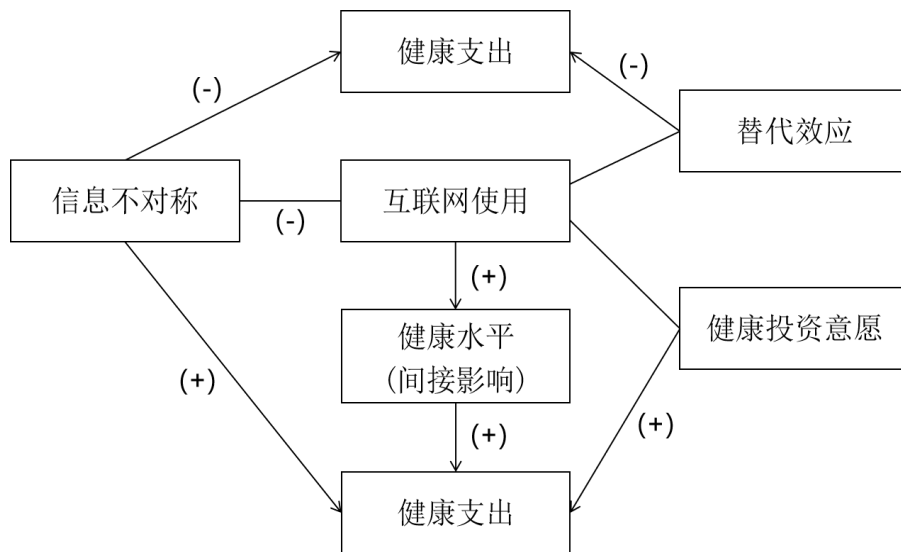 健康支出
(-)
(-)
替代效应
信息不对称
(-)
互联网使用
(+)
健康水平
(间接影响)
健康投资意愿
(+)
(+)
(+)
健康支出